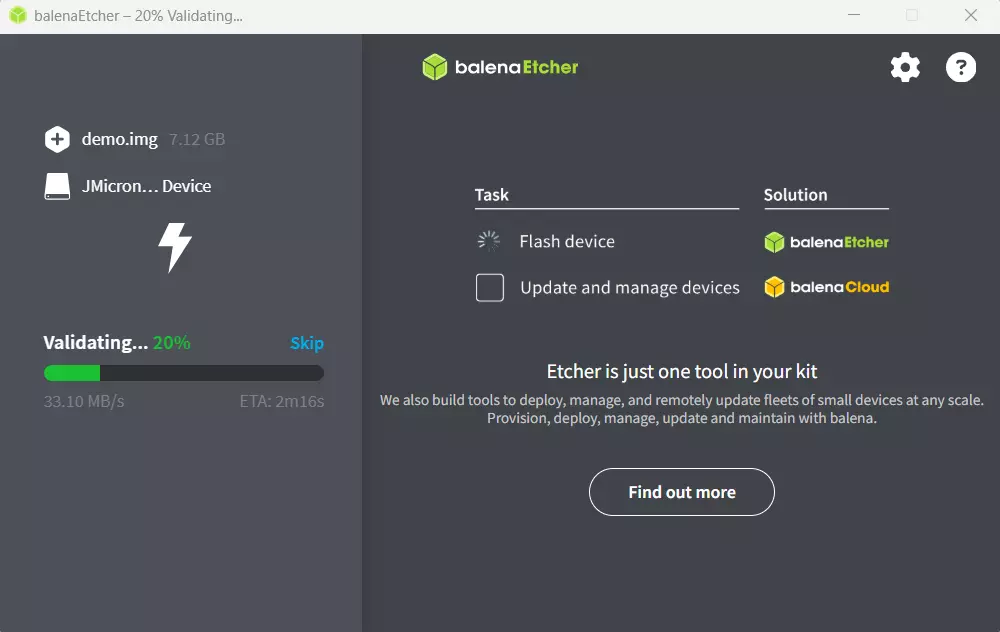 balenaEtcher – 20% Validating...
balenaEtcher
?
demo.img 7.12 GB
JMicron… Device
Validating... 20% Skip
33.10 MB/s ETA: 2m16s
Task Solution
Flash device balenaEtcher
Update and manage devices balenaCloud
Etcher is just one tool in your kit
We also build tools to deploy, manage, and remotely update fleets of small devices at any scale.
Provision, deploy, manage, update and maintain with balena.
Find out more